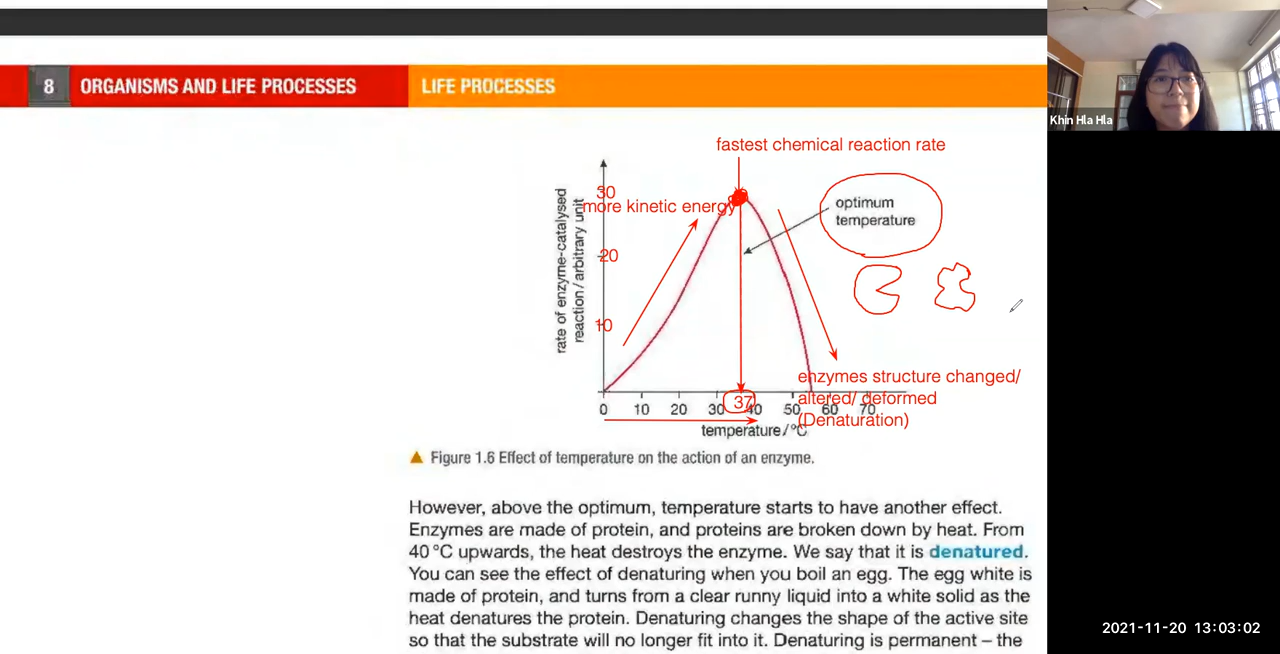 8 ORGANISMS AND LIFE PROCESSES LIFE PROCESSES
Khin Hla Hla
fastest chemical reaction rate
30
more kinetic energy
optimum
temperature
20
10
rate of enzyme-catalysed
reaction / arbitrary unit
enzymes structure changed/
altered/ deformed
(Denaturation)
37
0 10 20 30 40 50 60 70
temperature / °C
▲ Figure 1.6 Effect of temperature on the action of an enzyme.
However, above the optimum, temperature starts to have another effect.
Enzymes are made of protein, and proteins are broken down by heat. From
40 °C upwards, the heat destroys the enzyme. We say that it is denatured.
You can see the effect of denaturing when you boil an egg. The egg white is
made of protein, and turns from a clear runny liquid into a white solid as the
heat denatures the protein. Denaturing changes the shape of the active site
so that the substrate will no longer fit into it. Denaturing is permanent – the
2021-11-20 13:03:02